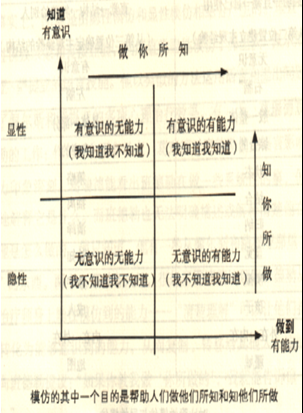 知道
有意识
做你所知
显性
有意识的无能力
（我知道我不知道）
有意识的有能力
（我知道我知道）
知你所做
隐性
无意识的无能力
（我不知道我不知道）
无意识的有能力
（我不知道我知道）
做到
有能力
模仿的其中一个目的是帮助人们做他们所知和知他们所做